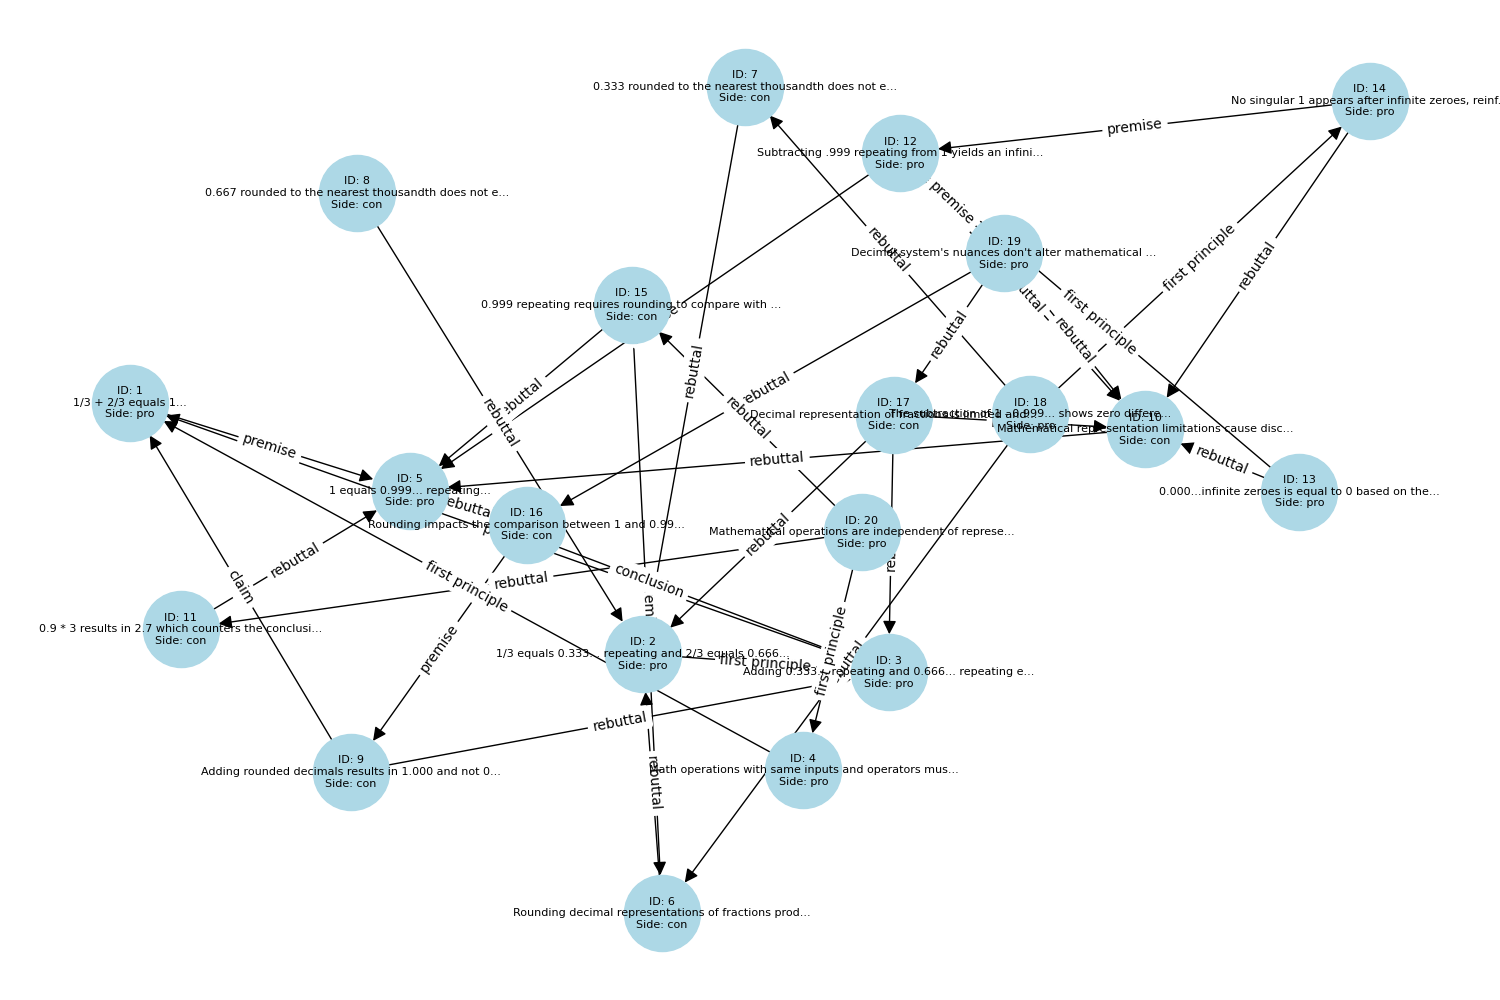 ID: 7
0.333 rounded to the nearest thousandth does not e...
Side: con
ID: 14
No singular 1 appears after infinite zeroes, reinf.
Side: pro
premise
ID: 12
Subtracting .999 repeating from 1 yields an infini...
Side: pro
ID: 8
0.667 rounded to the nearest thousandth does not e...
Side: con
premise
ID: 19
Decimal system's nuances don't alter mathematical ...
Side: pro
rebuttal
first principle
rebuttal
ID: 15
0.999 repeating requires rounding to compare with ...
Side: con
first principle
rebuttal
rebuttal
rebuttal
rebuttal
rebuttal
ID: 1
1/3 + 2/3 equals 1...
Side: pro
ID: 17
Decimal representation of fractions is limited and
Side: con
ID: 18
The subtraction of 1 - 0.999... shows zero differe...
Side: pro
ID: 10
Mathematical representation limitations cause disc...
Side: con
rebuttal
rebuttal
premise
rebuttal
rebuttal
ID: 5
1 equals 0.999... repeating...
Side: pro
ID: 13
0.000...infinite zeroes is equal to 0 based on the...
Side: pro
ID: 16
Rounding impacts the comparison between 1 and 0.99...
Side: con
ID: 20
Mathematical operations are independent of represe...
Side: pro
rebuttal
rebuttal
rebuttal
conclusion
first principle
claim
ID: 11
0.9 * 3 results in 2.7 which counters the conclusi...
Side: con
premise
first principle
ID: 2
1/3 equals 0.333... repeating and 2/3 equals 0.666...
Side: pro
first principle
ID: 3
Adding 0.333... repeating and 0.666... repeating e...
Side: pro
rebuttal
rebuttal
ID: 9
Adding rounded decimals results in 1.000 and not 0...
Side: con
ID: 4
Math operations with same inputs and operators mus...
Side: pro
ID: 6
Rounding decimal representations of fractions prod...
Side: con